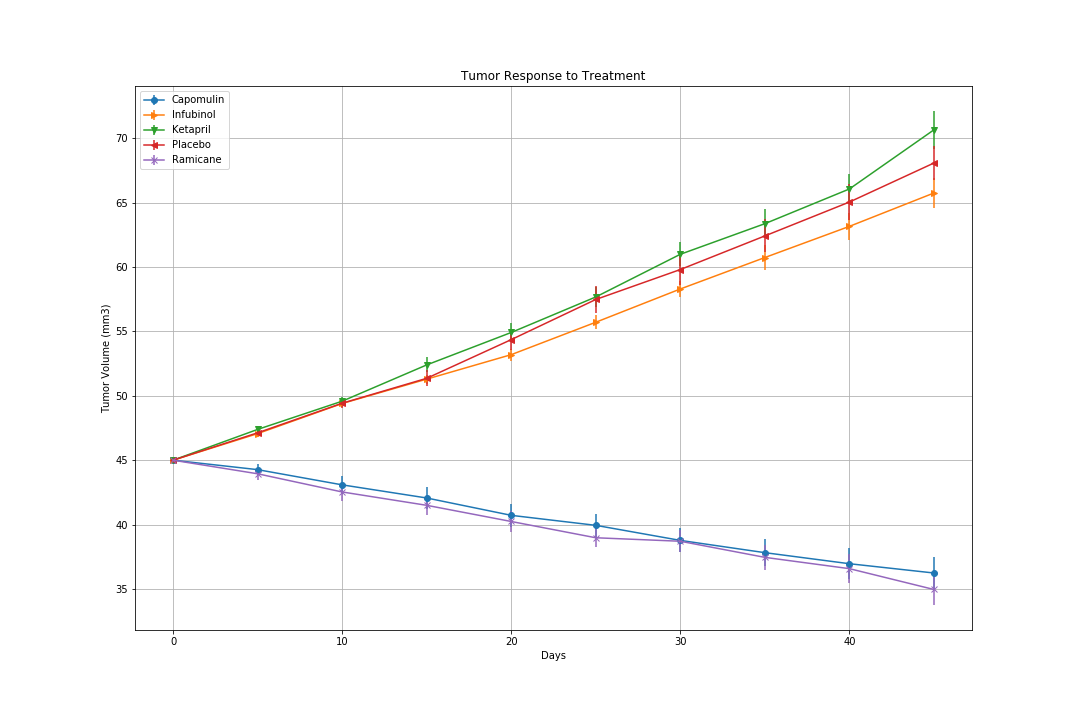 Tumor Response to Treatment
Capomulin
Infubinol
Ketapril
Placebo
Ramicane
70
65
60
55
50
45
40
35
Tumor Volume (mm3)
0 10 20 30 40
Days